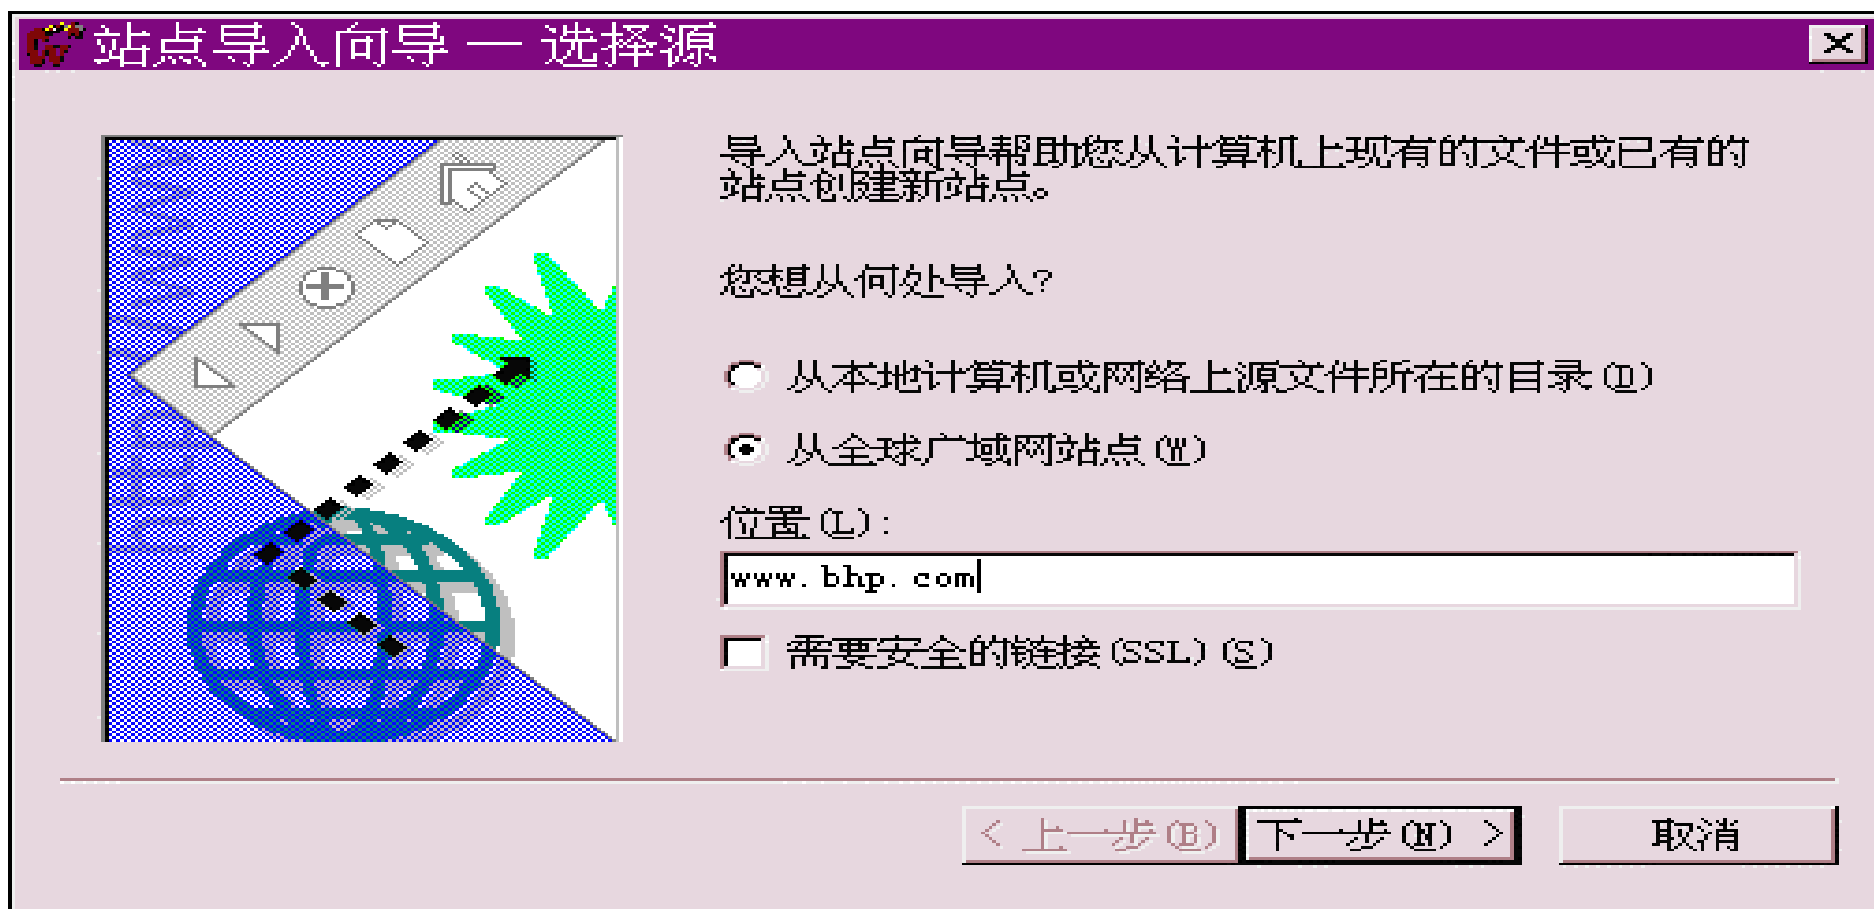 站点导入向导 — 选择源
导入站点向导帮助您从计算机上现有的文件或已有的
站点创建新站点。
您想从何处导入?
从本地计算机或网络上源文件所在的目录(D)
从全球广域网站点(W)
位置(L):
www.bhp.com
需要安全的链接(SSL)(S)
< 上一步(B) 下一步(N) > 取消